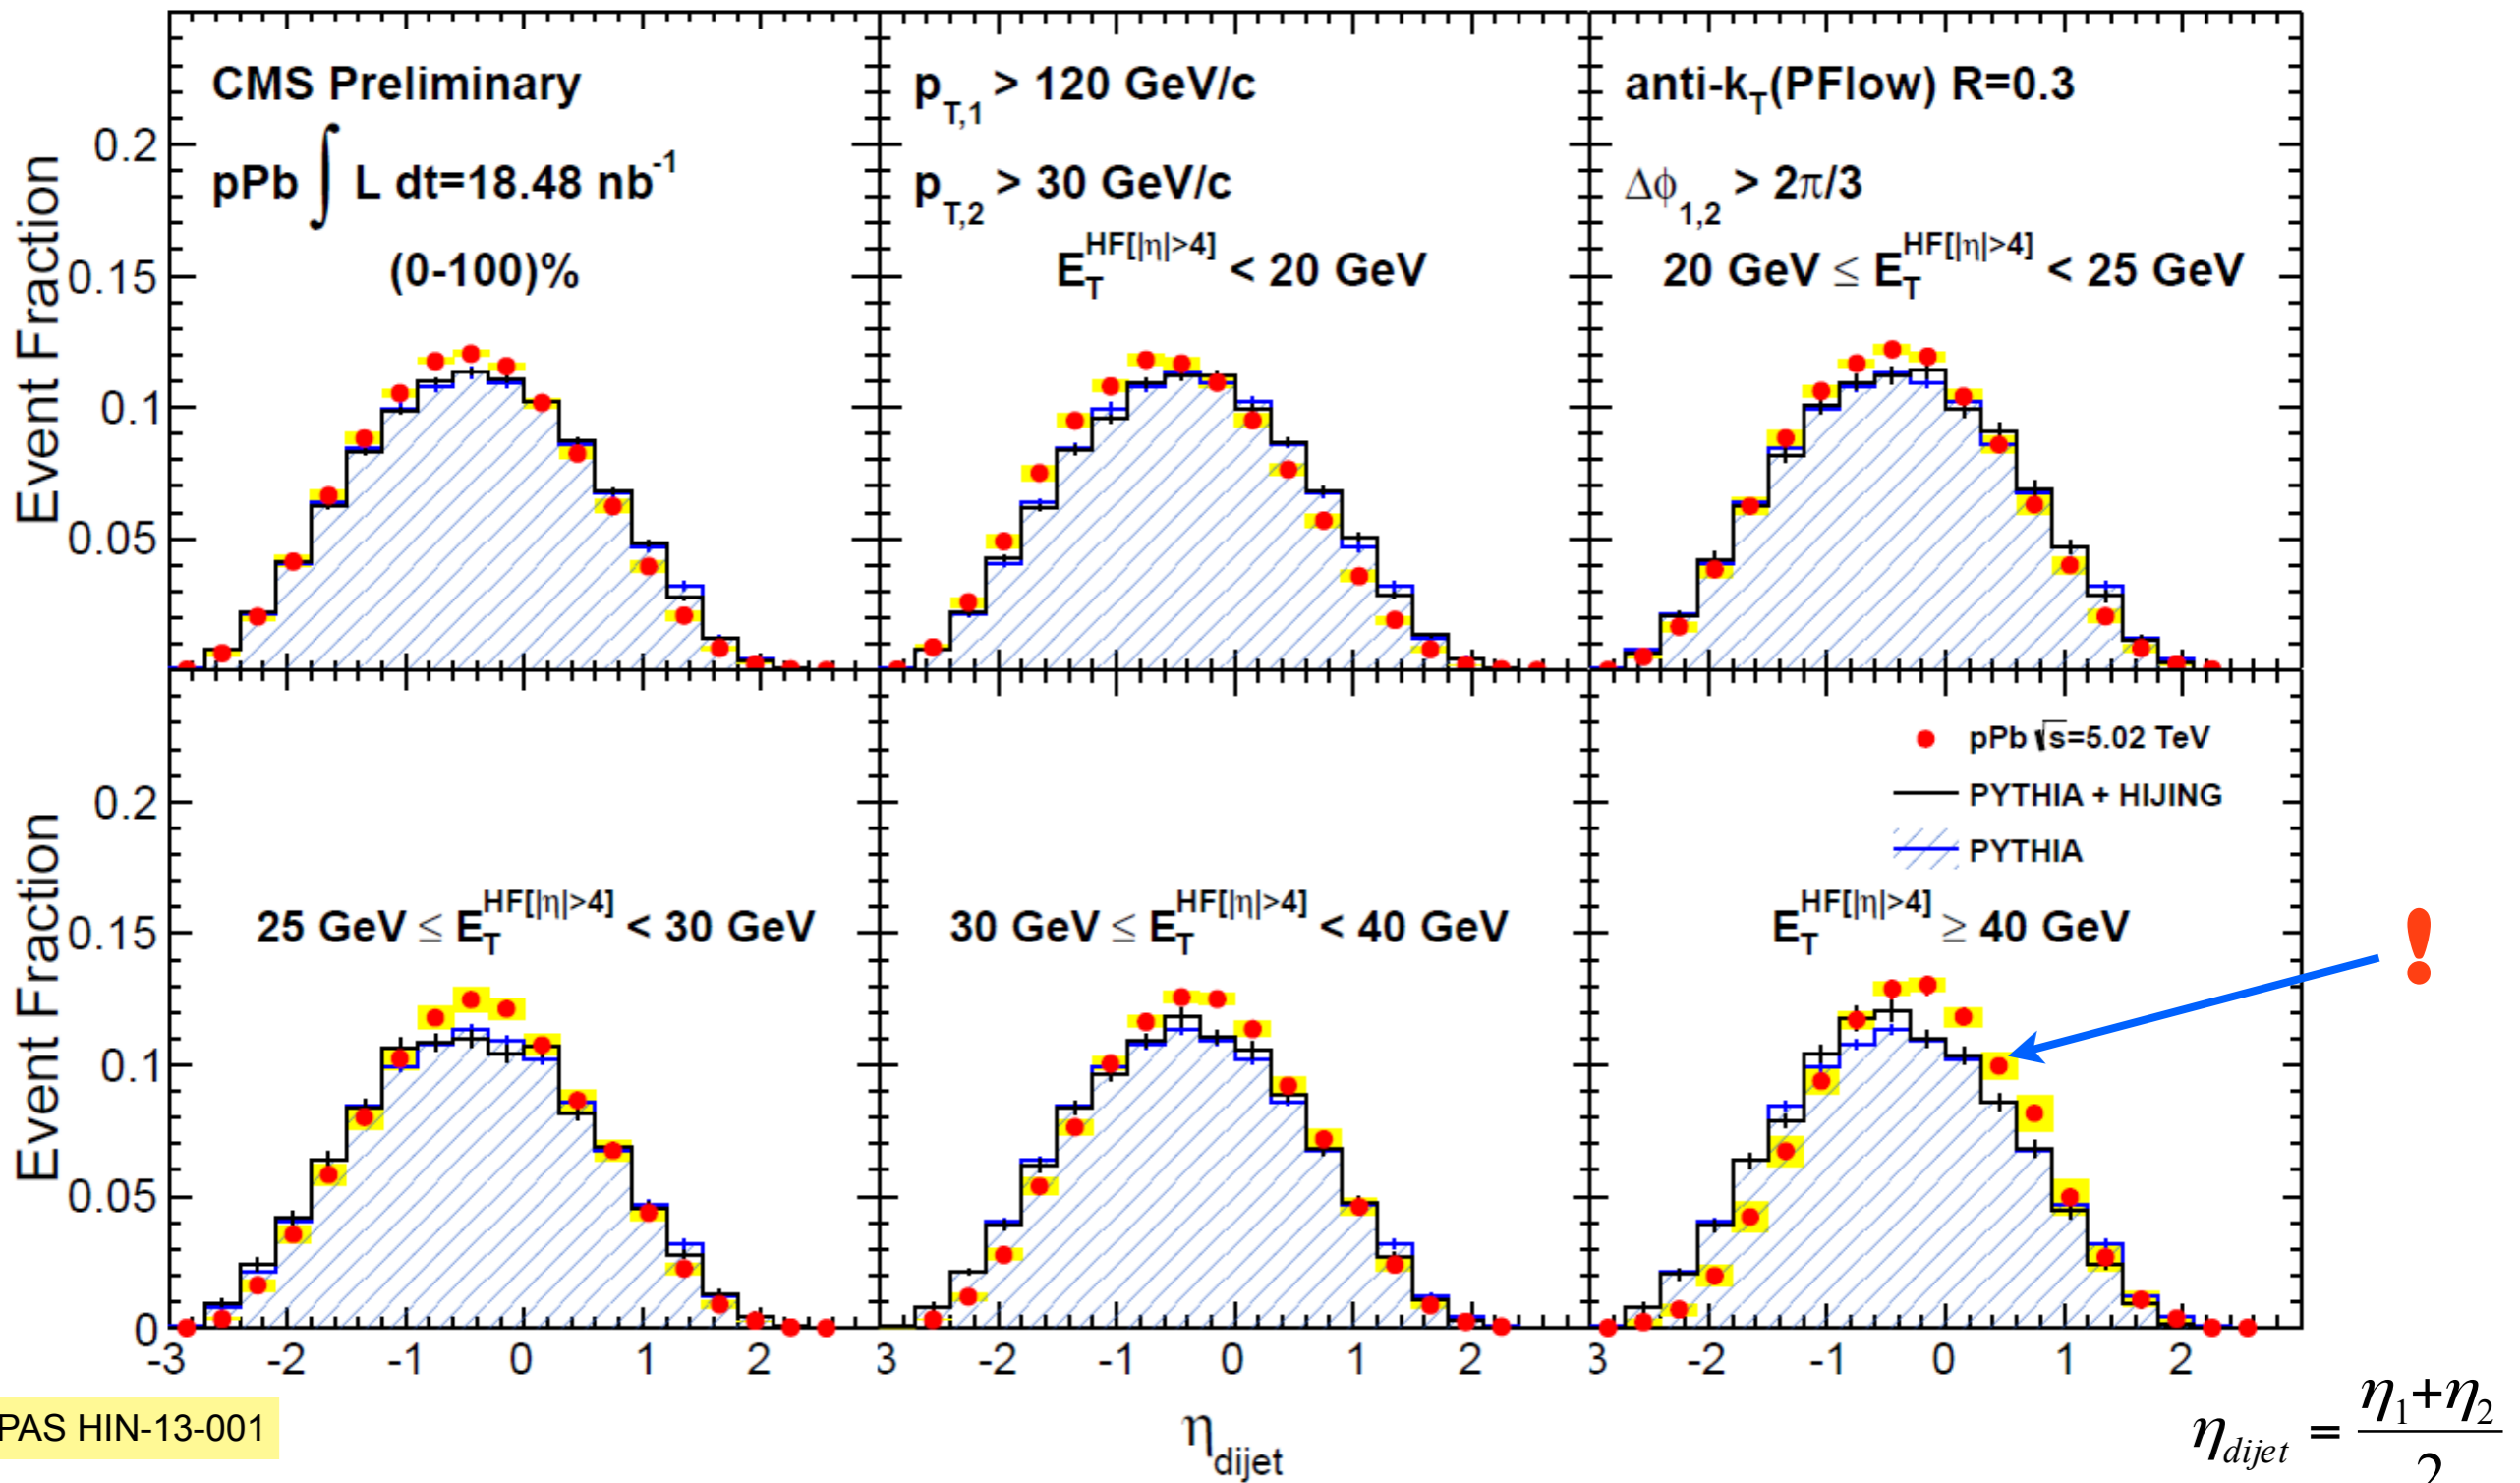 CMS Preliminary
pPb ∫ L dt=18.48 nb⁻¹
(0-100)%
p_T,1 > 120 GeV/c
p_T,2 > 30 GeV/c
E_T^HF[|η|>4] < 20 GeV
anti-k_T(PFlow) R=0.3
Δϕ_1,2 > 2π/3
20 GeV ≤ E_T^HF[|η|>4] < 25 GeV
Event Fraction
0.2
0.15
0.1
0.05
pPb √s=5.02 TeV
PYTHIA + HIJING
PYTHIA
25 GeV ≤ E_T^HF[|η|>4] < 30 GeV
30 GeV ≤ E_T^HF[|η|>4] < 40 GeV
E_T^HF[|η|>4] ≥ 40 GeV
!
Event Fraction
0.2
0.15
0.1
0.05
0
-3 -2 -1 0 1 2 3 -2 -1 0 1 2 3 -2 -1 0 1 2
PAS HIN-13-001
η_dijet
η_dijet = (η₁+η₂)/2